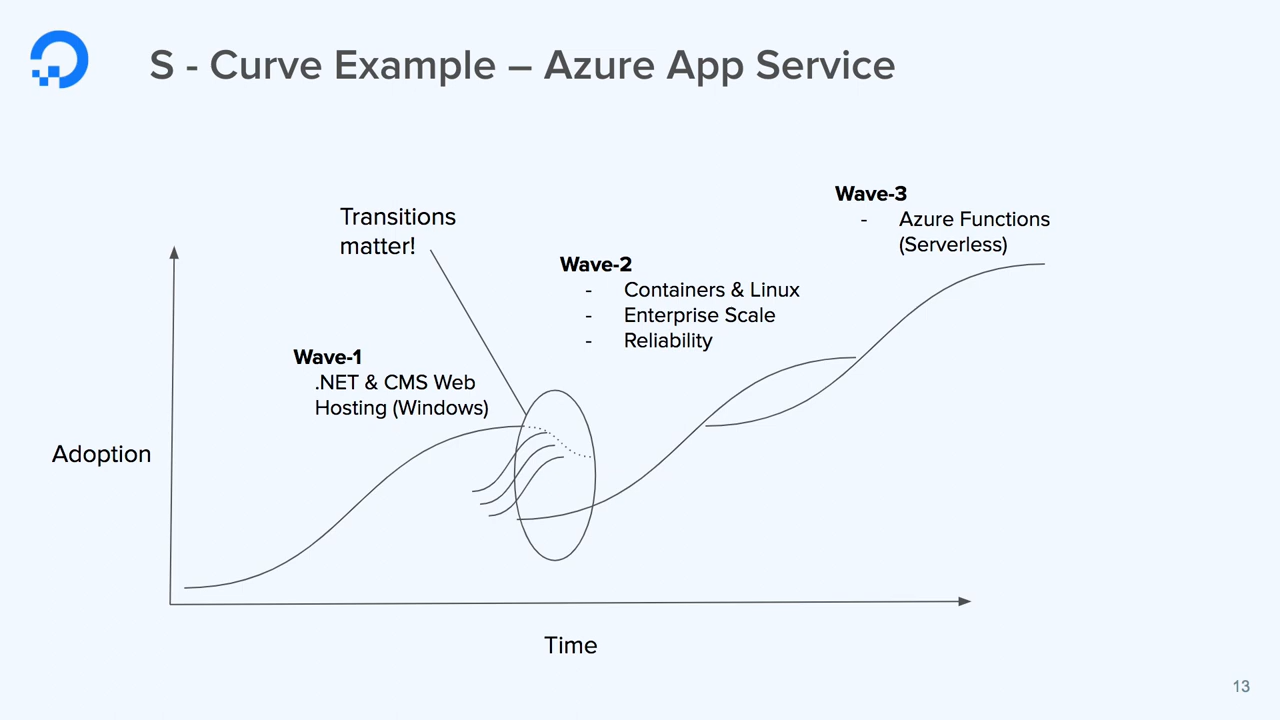 S - Curve Example – Azure App Service
Transitions
matter!
Wave-1
.NET & CMS Web
Hosting (Windows)
Wave-2
- Containers & Linux
- Enterprise Scale
- Reliability
Wave-3
- Azure Functions
(Serverless)
Adoption
Time
13